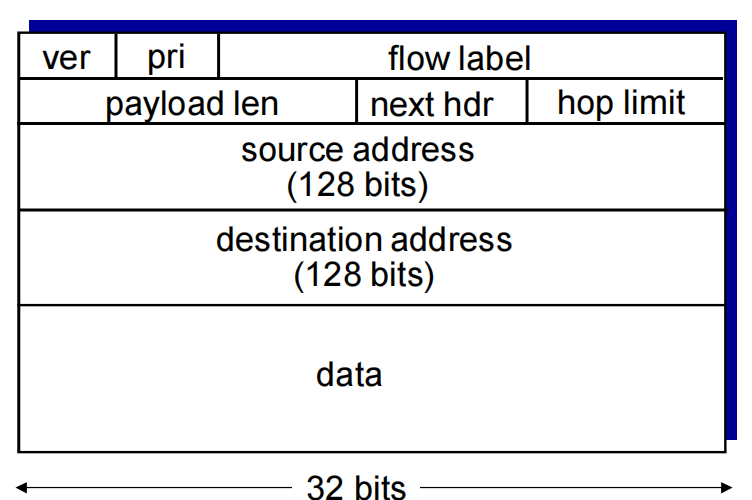 ver pri flow label
payload len next hdr hop limit
source address
(128 bits)
destination address
(128 bits)
data
32 bits